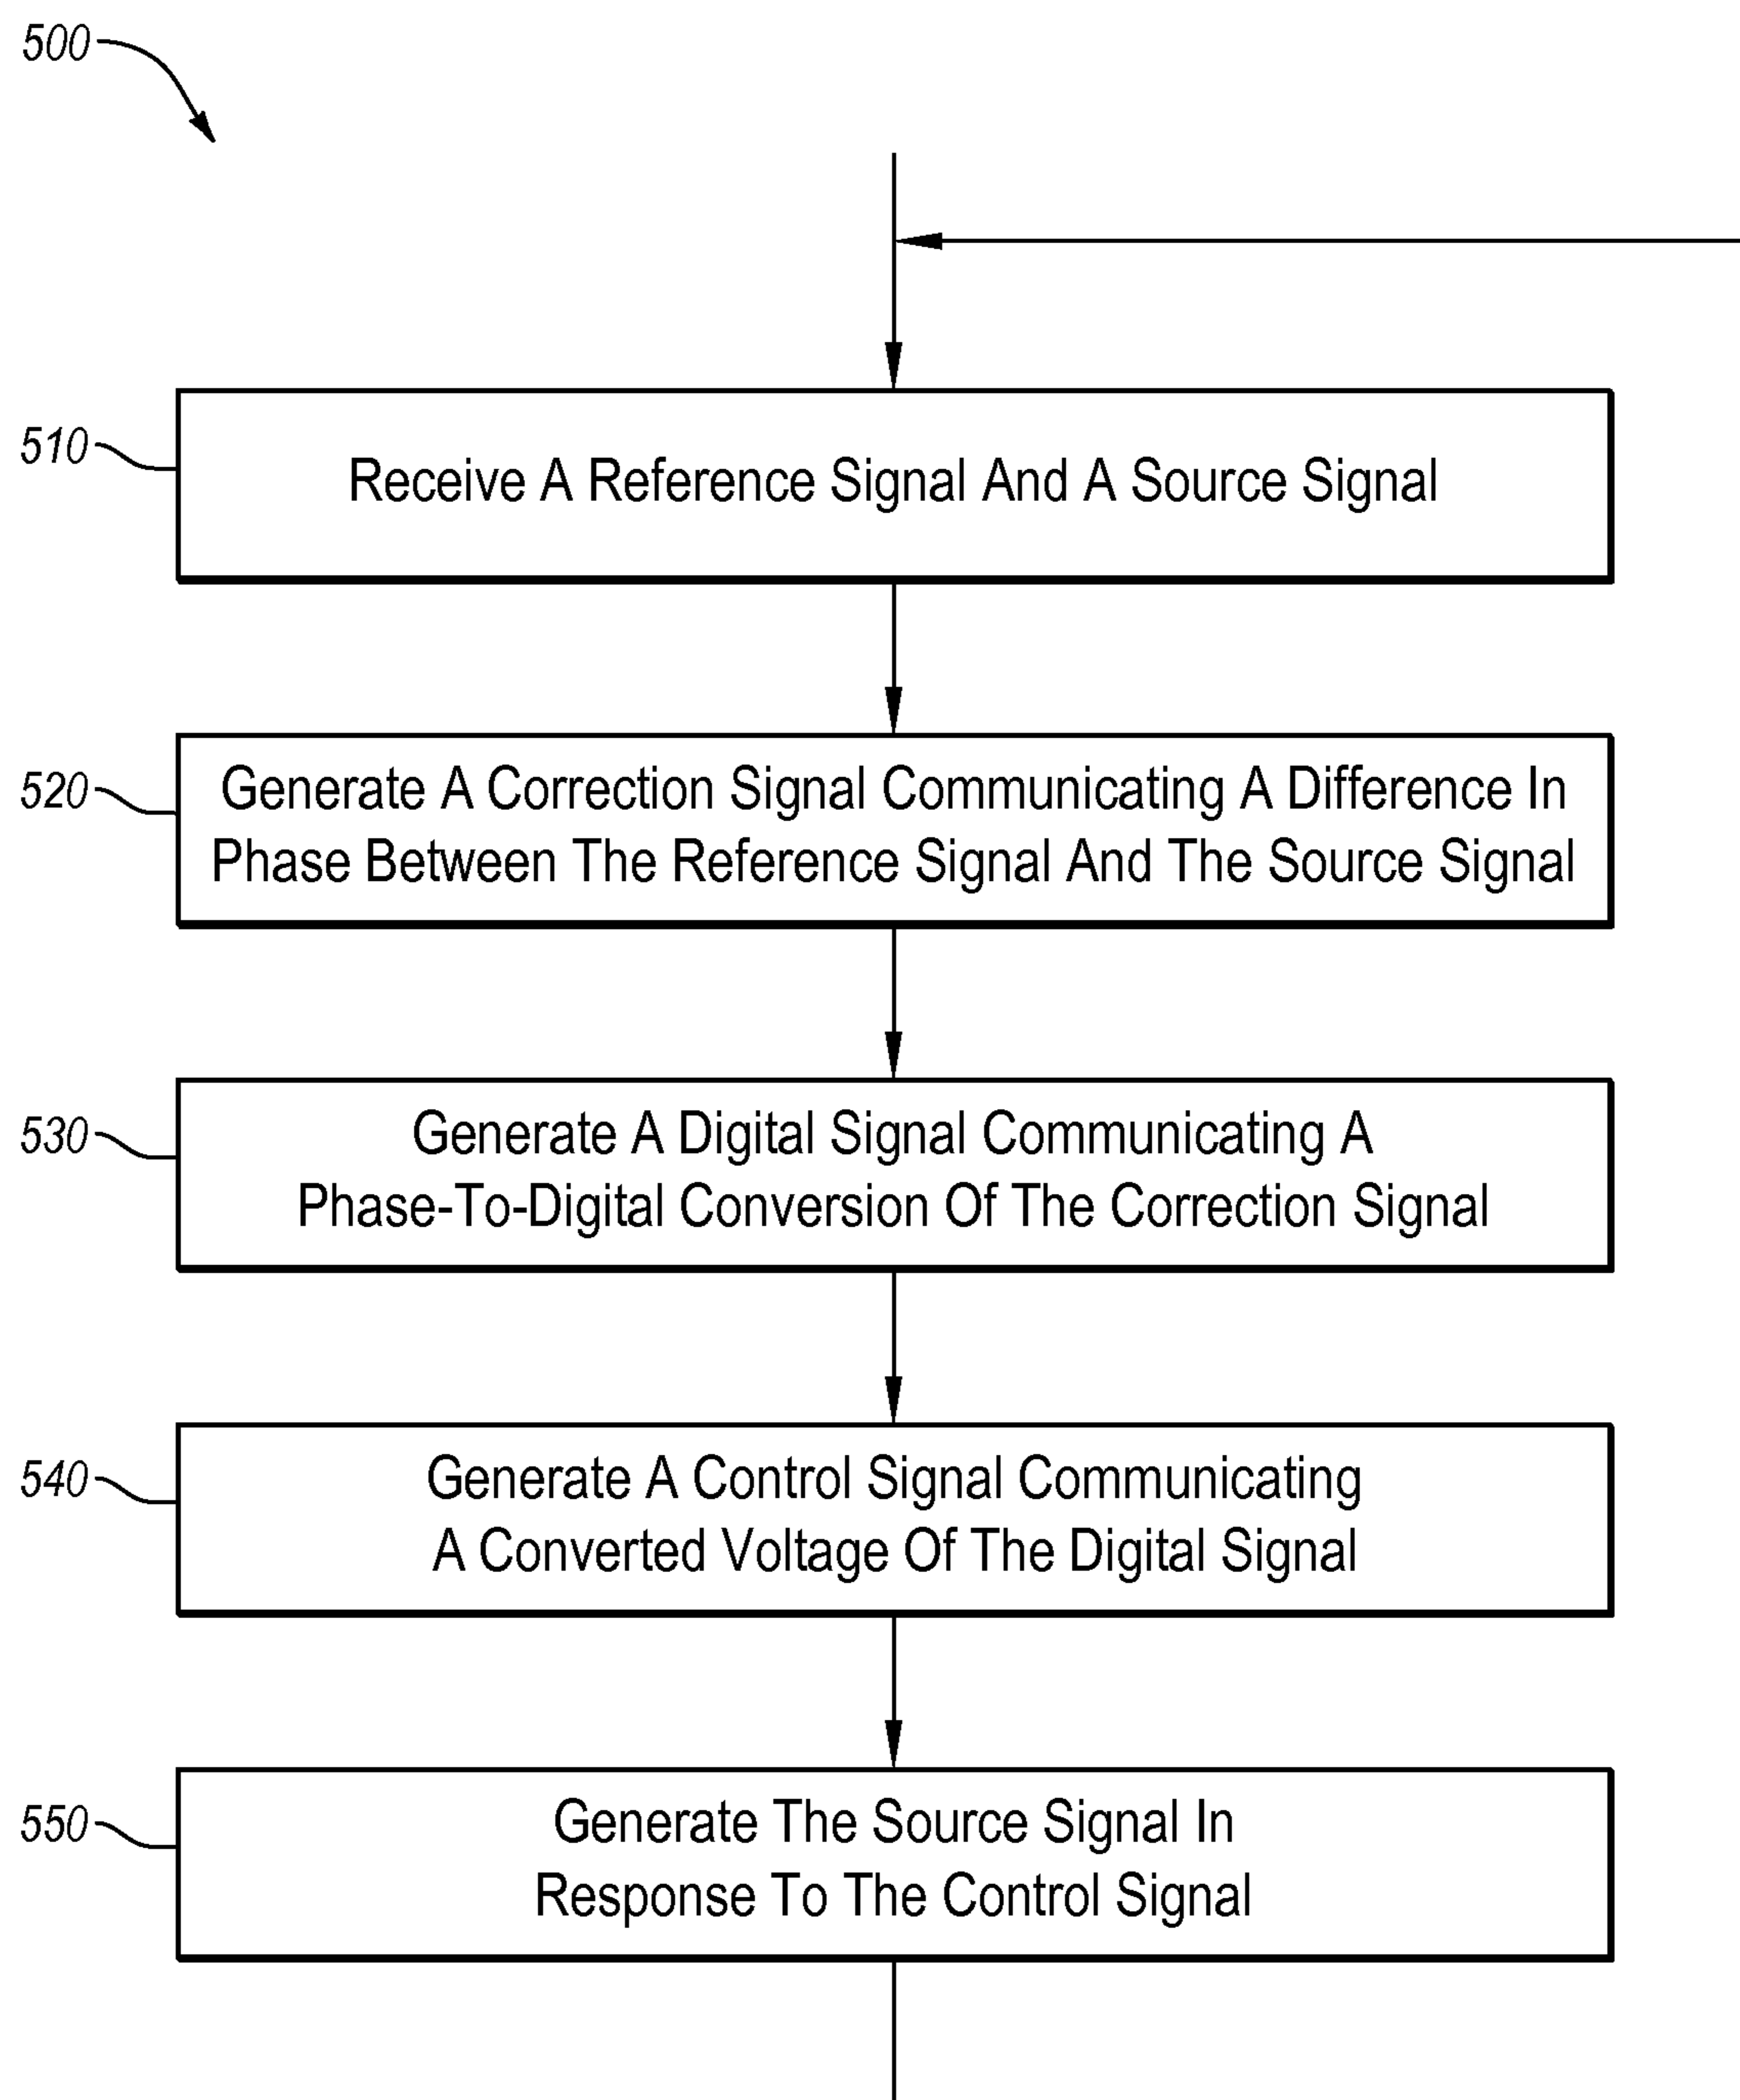 500
510
Receive A Reference Signal And A Source Signal
520
Generate A Correction Signal Communicating A Difference In
Phase Between The Reference Signal And The Source Signal
530
Generate A Digital Signal Communicating A
Phase-To-Digital Conversion Of The Correction Signal
540
Generate A Control Signal Communicating
A Converted Voltage Of The Digital Signal
550
Generate The Source Signal In
Response To The Control Signal